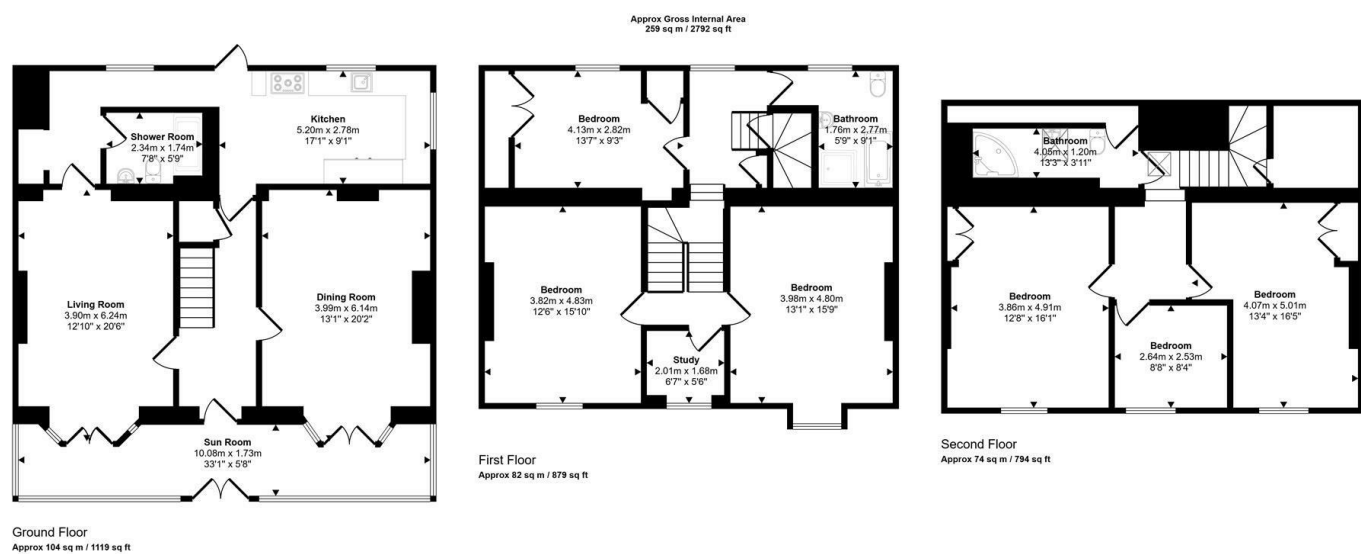 Approx Gross Internal Area
259 sq m / 2792 sq ft
Kitchen
5.20m x 2.78m
17'1" x 9'1"
Shower Room
2.34m x 1.74m
7'8" x 5'9"
Living Room
3.90m x 6.24m
12'10" x 20'6"
Dining Room
3.99m x 6.14m
13'1" x 20'2"
Sun Room
10.08m x 1.73m
33'1" x 5'8"
Ground Floor
Approx 104 sq m / 1119 sq ft
Bedroom
4.13m x 2.82m
13'7" x 9'3"
Bathroom
1.76m x 2.77m
5'9" x 9'1"
Bedroom
3.82m x 4.83m
12'6" x 15'10"
Bedroom
3.98m x 4.80m
13'1" x 15'9"
Study
2.01m x 1.68m
6'7" x 5'6"
First Floor
Approx 82 sq m / 879 sq ft
Bathroom
4.05m x 1.20m
13'3" x 3'11"
Bedroom
3.86m x 4.91m
12'8" x 16'1"
Bedroom
4.07m x 5.01m
13'4" x 16'5"
Bedroom
2.64m x 2.53m
8'8" x 8'4"
Second Floor
Approx 74 sq m / 794 sq ft